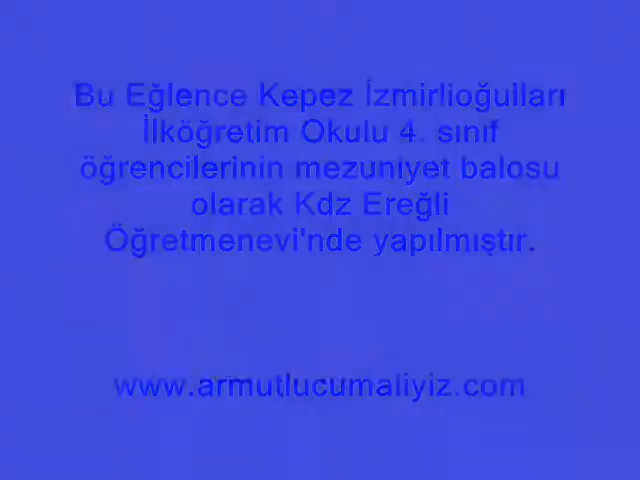 Bu Eğlence Kepez İzmirlioğulları
İlköğretim Okulu 4. sınıf
öğrencilerinin mezuniyet balosu
olarak Kdz Ereğli
Öğretmenevi'nde yapılmıştır.
www.armutlucumaliyiz.com